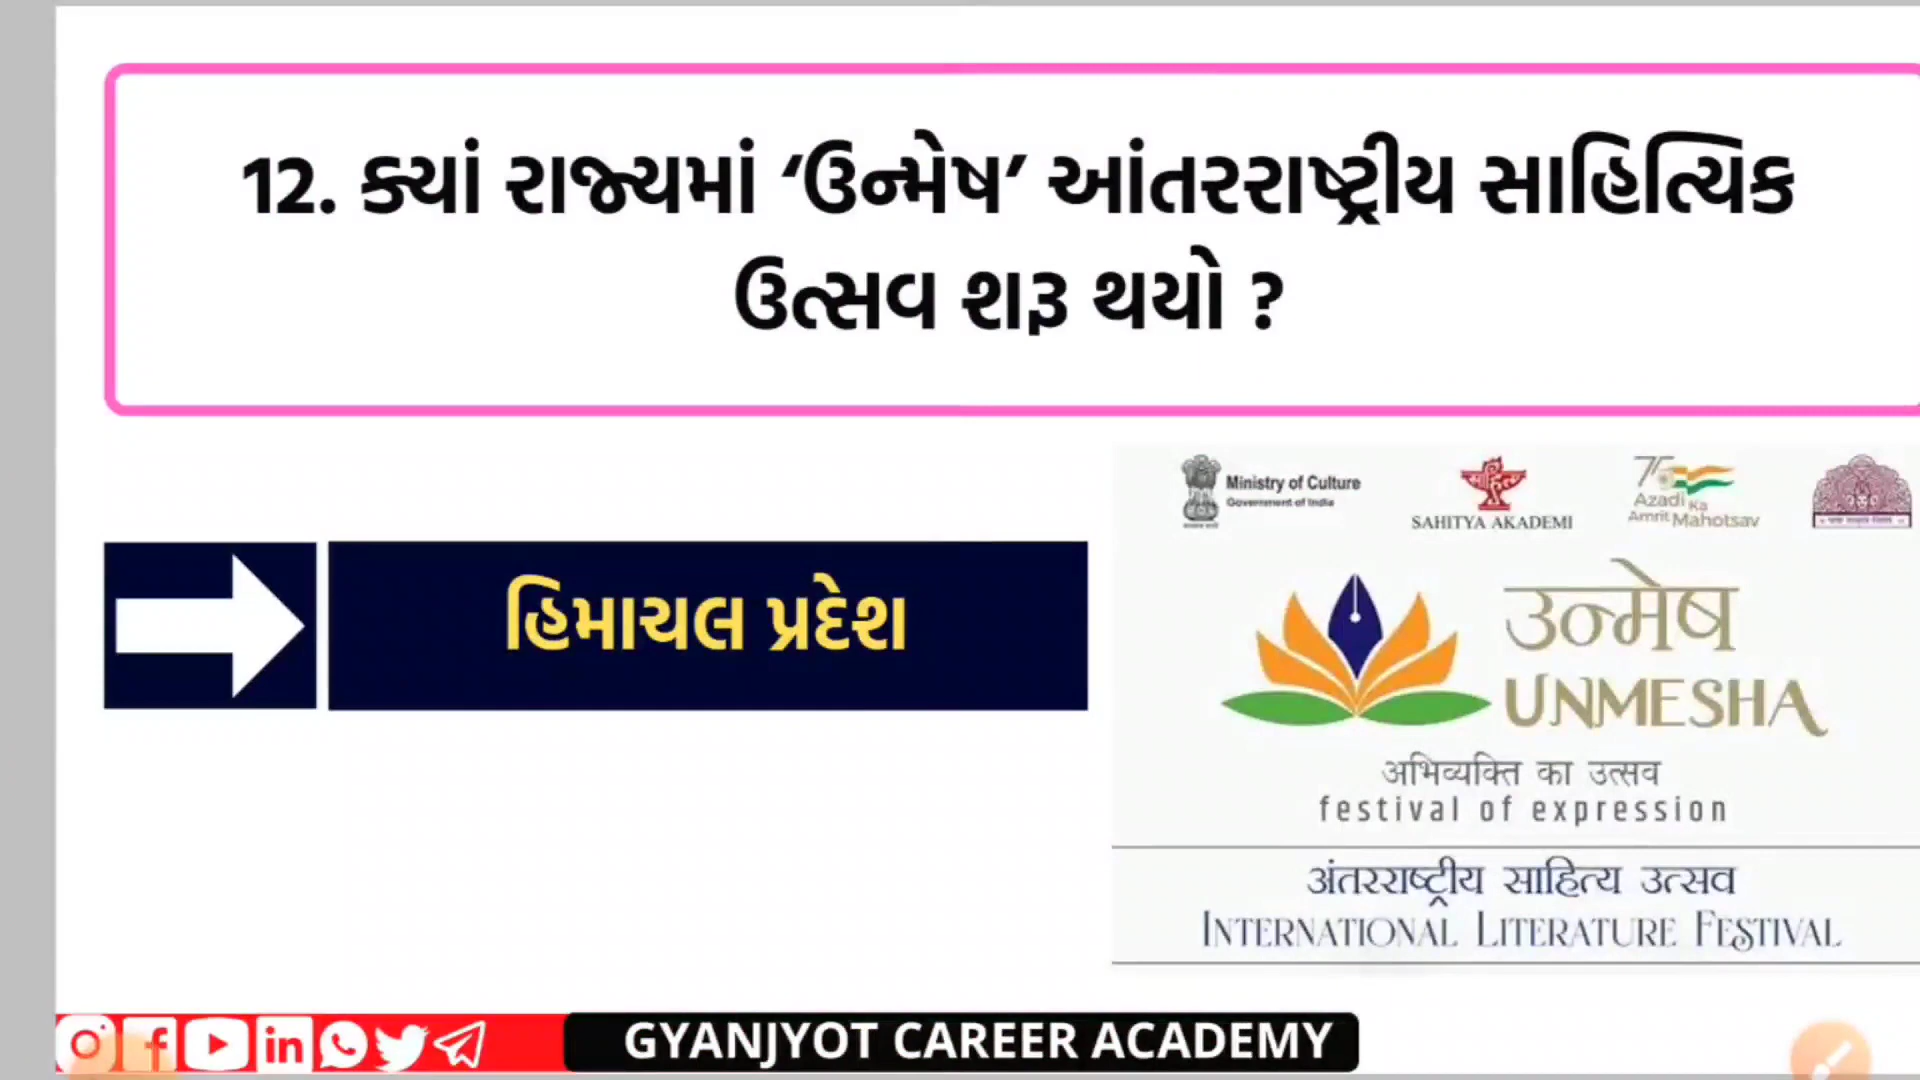 12. ક્યાં રાજ્યમાં ‘ઉન્મેષ’ આંતરરાષ્ટ્રીય સાહિત્યિક
ઉત્સવ શરૂ થયો ?
Ministry of Culture
Government of India
साहित्य
SAHITYA AKADEMI
75
Azadi Ka
Amrit Mahotsav
હિમાચલ પ્રદેશ
उन्मेष
UNMESHA
अभिव्यक्ति का उत्सव
festival of expression
अंतरराष्ट्रीय साहित्य उत्सव
INTERNATIONAL LITERATURE FESTIVAL
GYANJYOT CAREER ACADEMY